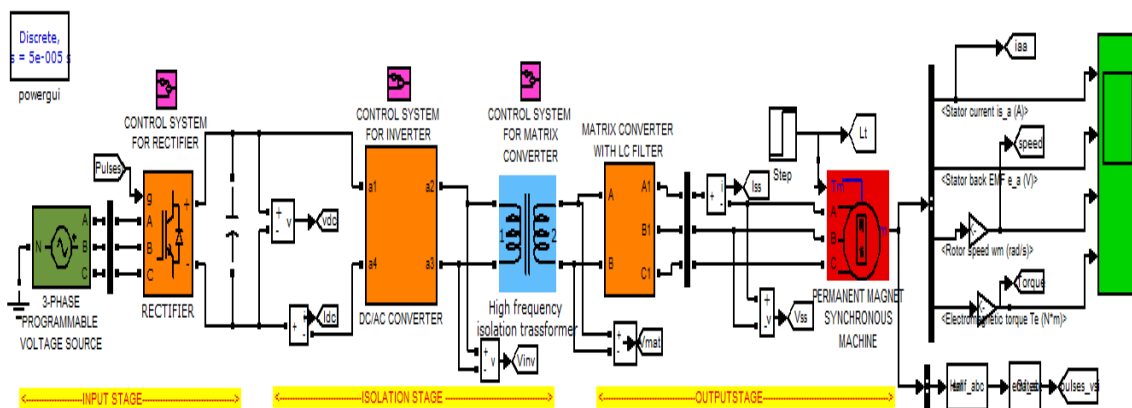 Discrete,
s = 5e-005 s
powergui
CONTROL SYSTEM
FOR RECTIFIER
CONTROL SYSTEM
FOR INVERTER
CONTROL SYSTEM
FOR MATRIX
CONVERTER
MATRIX CONVERTER
WITH LC FILTER
Pulses
g
A
B
C
+
-
N
A
B
C
3-PHASE
PROGRAMMABLE
VOLTAGE SOURCE
RECTIFIER
+
-
v
vdc
+
-
i
Idc
a1
a4
a2
a3
DC/AC CONVERTER
1
2
High frequency
isolation trassformer
+
-
v
Vinv
A
B
A1
B1
C1
+
-
v
Vmat
Step
Lt
+
-
i
Iss
+
-
v
Vss
Tm
A
B
C
m
PERMANENT MAGNET
SYNCHRONOUS
MACHINE
iaa
<Stator current is_a (A)>
speed
<Stator back EMF e_a (V)>
<Rotor speed wm (rad/s)>
Torque
<Electromagnetic torque Te (N*m)>
pulses_vsi
<----------INPUT STAGE---------->
<----------ISOLATION STAGE---------->
<----------OUTPUTSTAGE---------->